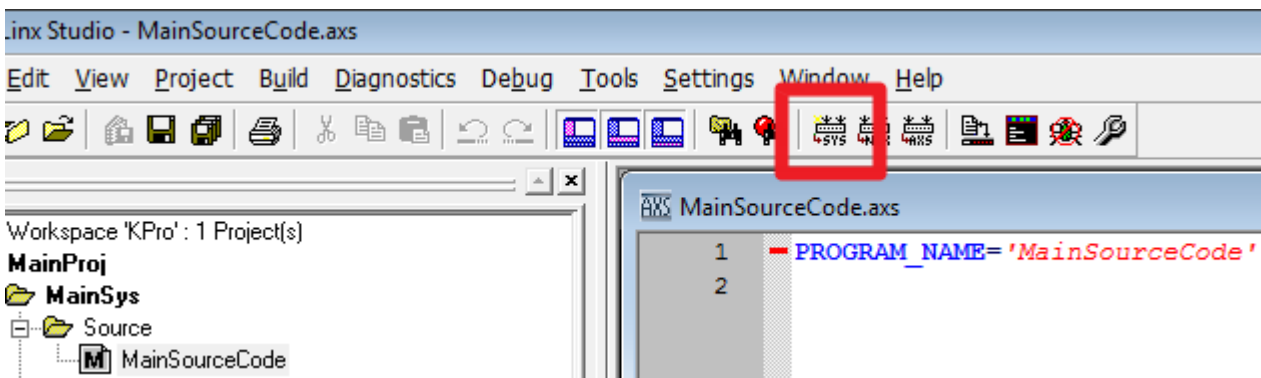 Linx Studio - MainSourceCode.axs
Edit View Project Build Diagnostics Debug Tools Settings Window Help
SYS AXS
AXS MainSourceCode.axs
Workspace 'KPro' : 1 Project(s)
MainProj
MainSys
Source
M MainSourceCode
1 PROGRAM_NAME='MainSourceCode'
2